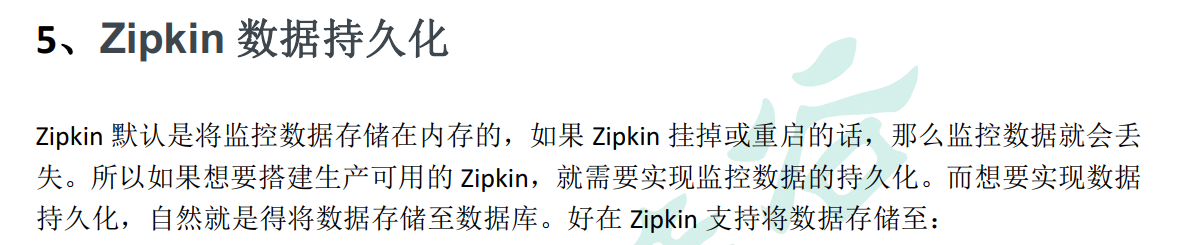 5、Zipkin 数据持久化
Zipkin 默认是将监控数据存储在内存的，如果 Zipkin 挂掉或重启的话，那么监控数据就会丢
失。所以如果想要搭建生产可用的 Zipkin，就需要实现监控数据的持久化。而想要实现数据
持久化，自然就是得将数据存储至数据库。好在 Zipkin 支持将数据存储至：